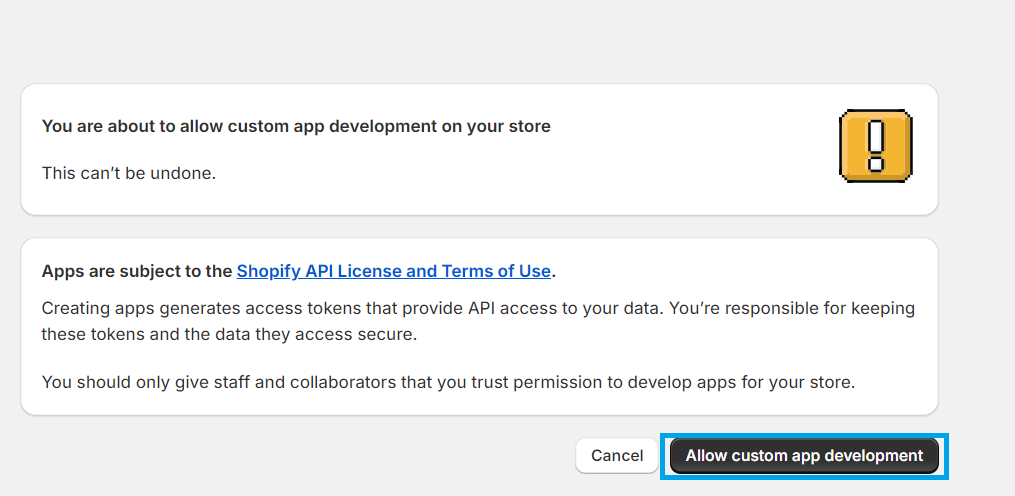 You are about to allow custom app development on your store
This can’t be undone.
Apps are subject to the Shopify API License and Terms of Use.
Creating apps generates access tokens that provide API access to your data. You’re responsible for keeping
these tokens and the data they access secure.
You should only give staff and collaborators that you trust permission to develop apps for your store.
Cancel
Allow custom app development